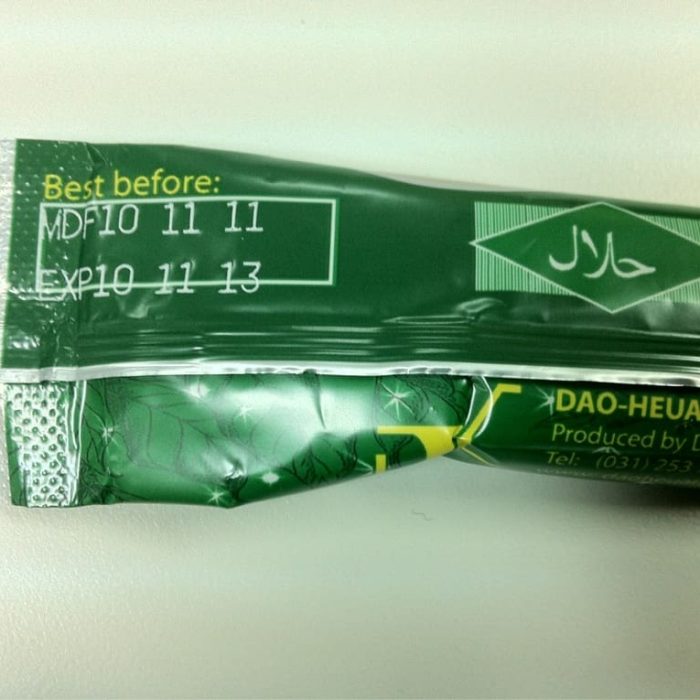 Best before:
MDF10 11 11
EXP10 11 13
حلال
DAO-HEUA
Produced by
Tel: (031) 253